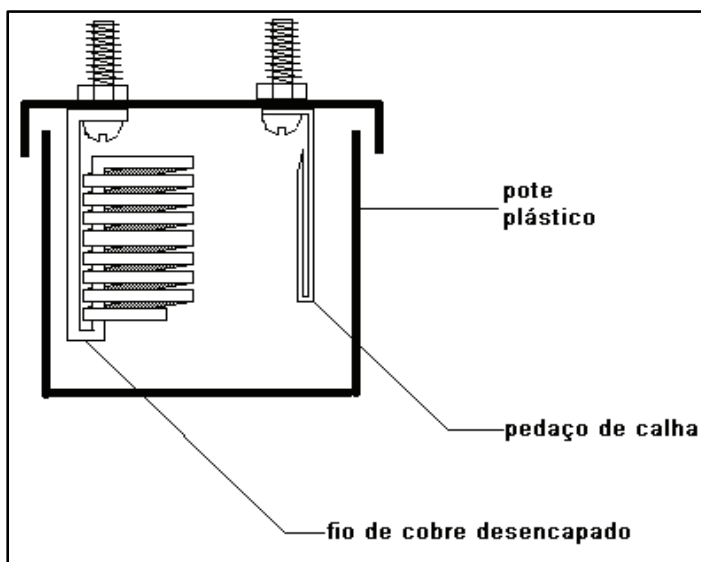 pote
plástico
pedaço de calha
fio de cobre desencapado